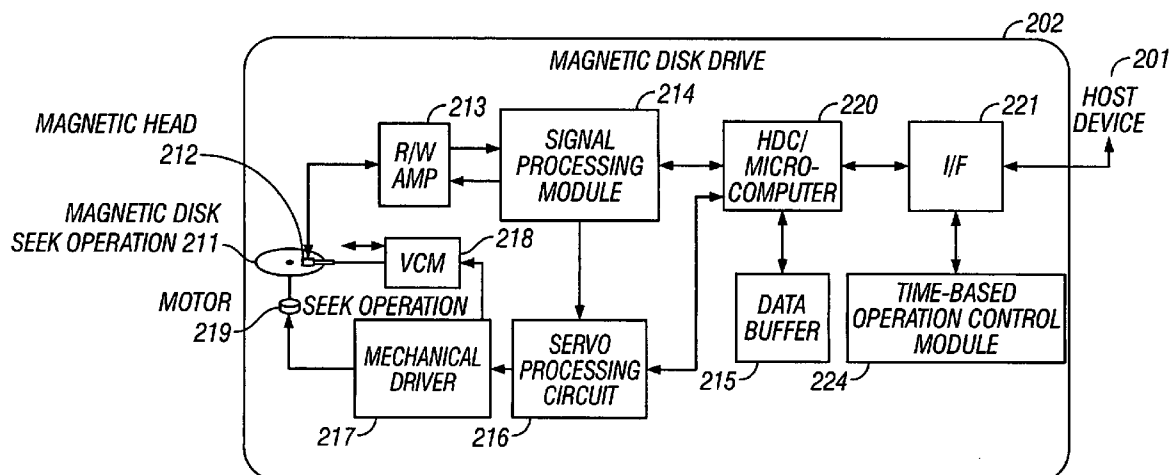 202
MAGNETIC DISK DRIVE
201
HOST
DEVICE
213
214
220
221
MAGNETIC HEAD
212
R/W
AMP
SIGNAL
PROCESSING
MODULE
HDC/
MICRO-
COMPUTER
I/F
MAGNETIC DISK
SEEK OPERATION 211
218
VCM
MOTOR
219
SEEK OPERATION
MECHANICAL
DRIVER
SERVO
PROCESSING
CIRCUIT
DATA
BUFFER
TIME-BASED
OPERATION CONTROL
MODULE
217
216
215
224